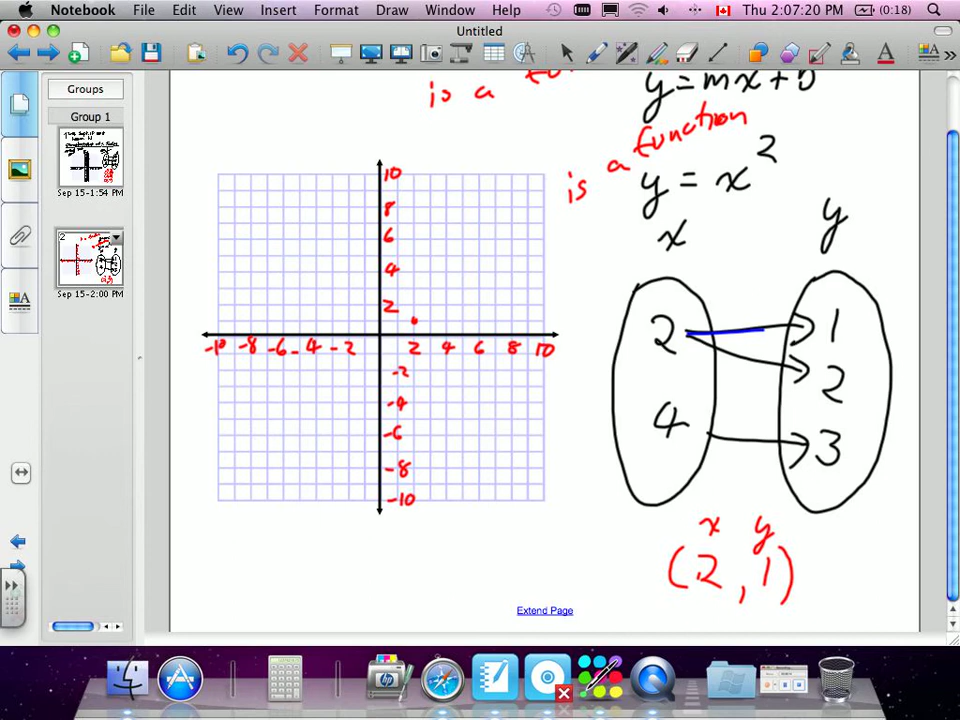 Notebook File Edit View Insert Format Draw Window Help Thu 2:07:20 PM (0:18)
Untitled
Groups
Group 1
Sep 15-1:54 PM
2
Sep 15-2:00 PM
is a
y = mx + b
is a function
y = x 2
x y
10
8
6
4
2
-10 -8 -6 -4 -2 2 4 6 8 10
-2
-4
-6
-8
-10
2 1
2
4 3
x y
(2, 1)
Extend Page